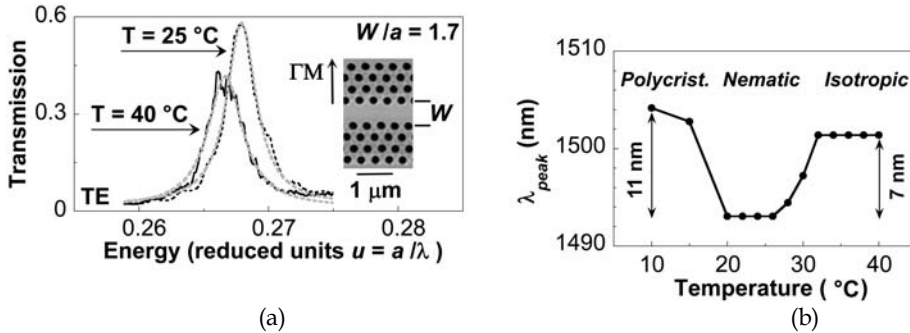 0.6
0.3
0
Transmission
T = 25 °C
T = 40 °C
TE
W/a = 1.7
ΓM
W
1 μm
0.26
0.27
0.28
Energy (reduced units u = a/λ)
(a)
1510
1500
1490
λpeak (nm)
Polycrist. Nematic Isotropic
11 nm
7 nm
10 20 30 40
Temperature ( °C)
(b)